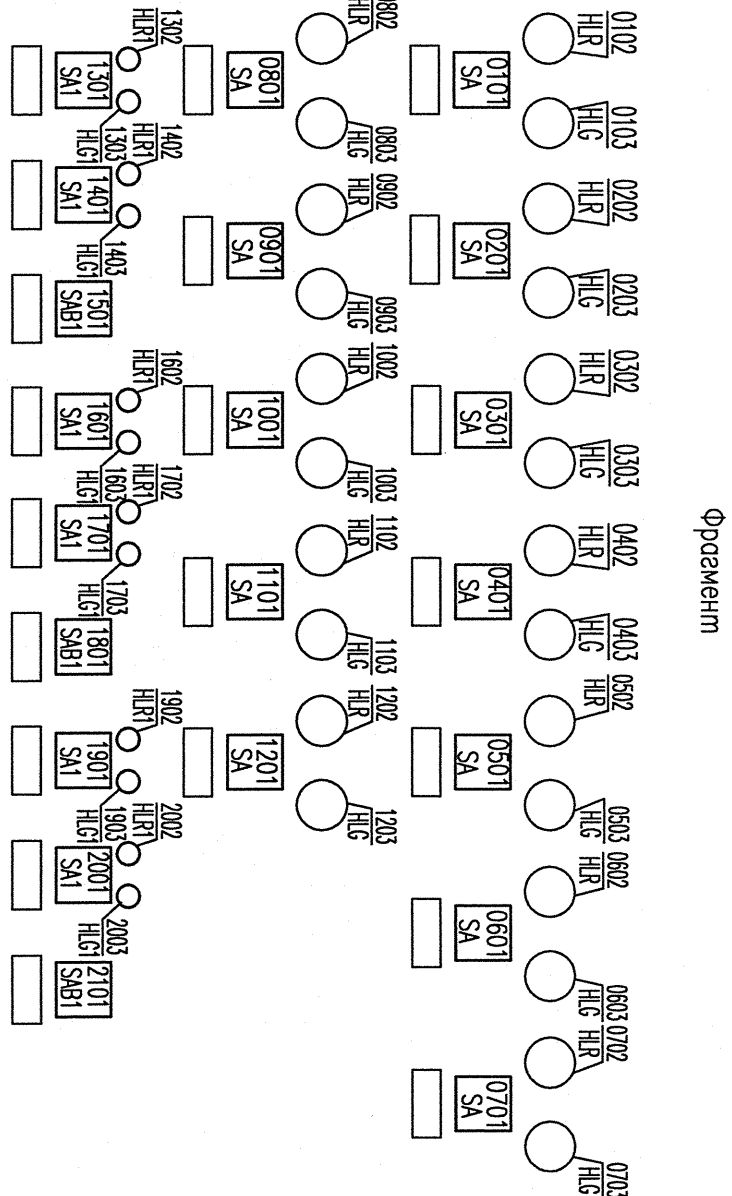 Фрагмент
0102
HLR
0103
HLG
0202
HLR
0203
HLG
0302
HLR
0303
HLG
0402
HLR
0403
HLG
0502
HLR
0503
HLG
0602
HLR
0603
HLG
0702
HLR
0703
HLG
0101
SA
0201
SA
0301
SA
0401
SA
0501
SA
0601
SA
0701
SA
0802
HLR
0803
HLG
0902
HLR
0903
HLG
1002
HLR
1003
HLG
1102
HLR
1103
HLG
1202
HLR
1203
HLG
0801
SA
0901
SA
1001
SA
1101
SA
1201
SA
1302
HLR1
1402
HLR1
1602
HLR1
1702
HLR1
1902
HLR1
2002
HLR1
1303
HLG1
1403
HLG1
1603
HLG1
1703
HLG1
1903
HLG1
2003
HLG1
1301
SA1
1401
SA1
1501
SAB1
1601
SA1
1701
SA1
1801
SAB1
1901
SA1
2001
SA1
2101
SAB1